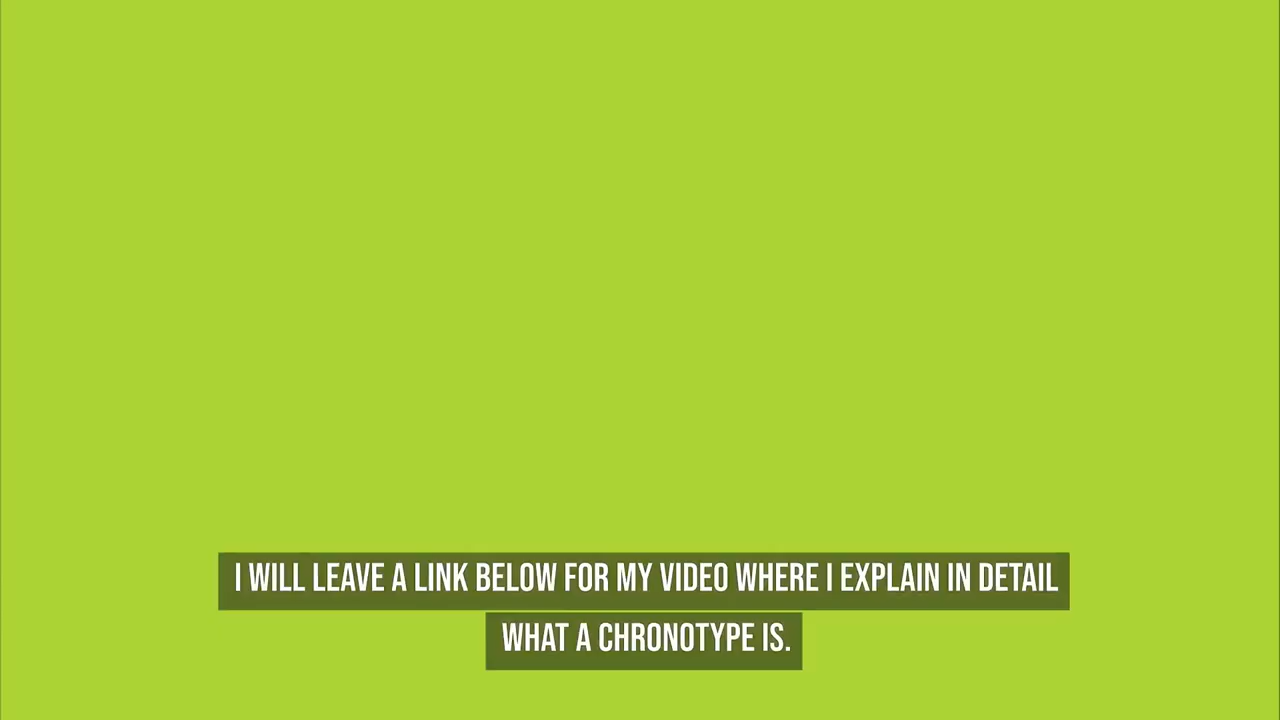 I WILL LEAVE A LINK BELOW FOR MY VIDEO WHERE I EXPLAIN IN DETAIL
WHAT A CHRONOTYPE IS.